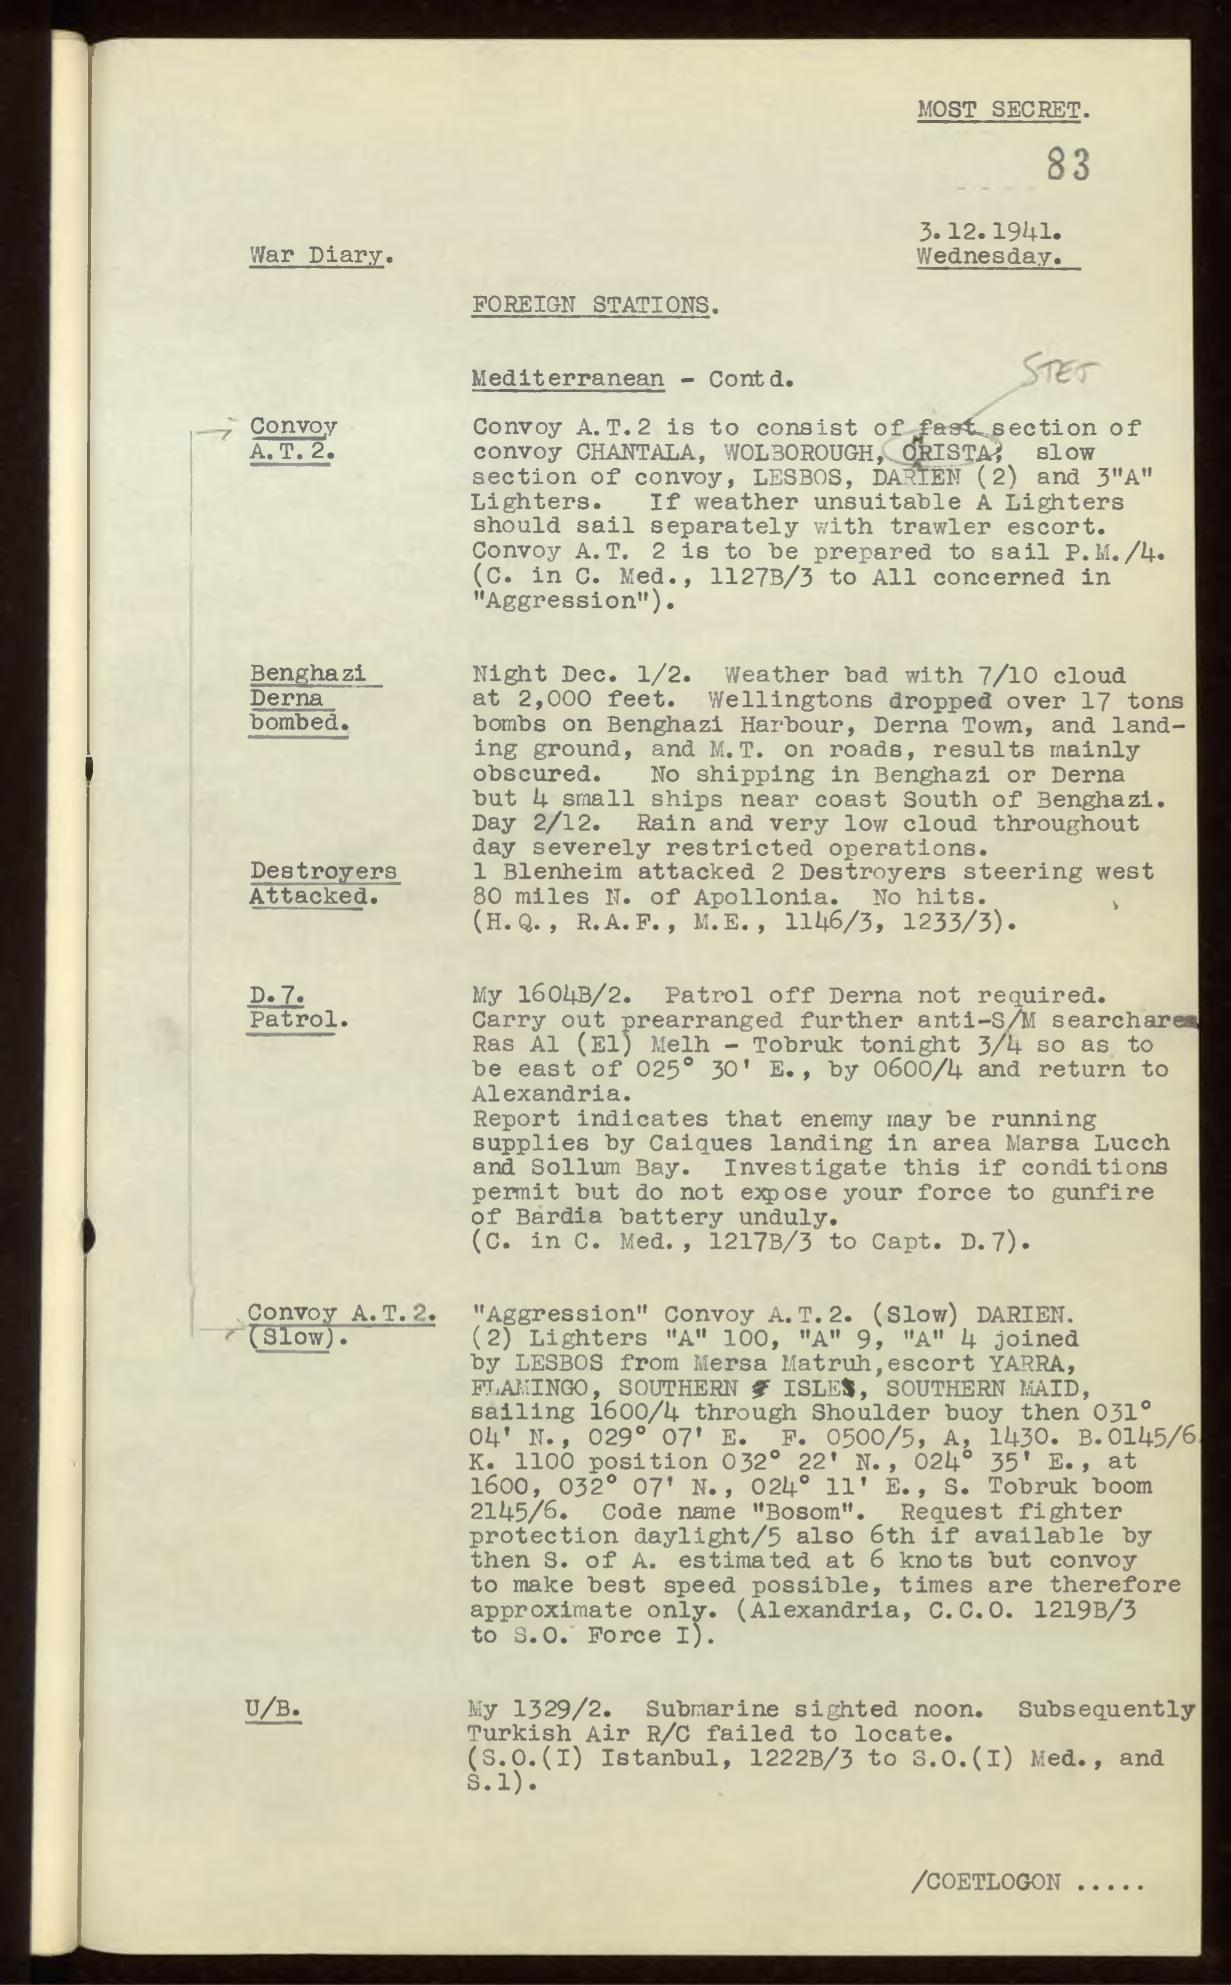 MOST SECRET.
83
3.12.1941.
War Diary.
Wednesday.
FOREIGN STATIONS.
STET
Mediterranean - Contd.
Convoy
A.T.2.
Convoy A.T.2 is to consist of fast section of
convoy CHANTALA, WOLBOROUGH, ORISTA; slow
section of convoy, LESBOS, DARIEN (2) and 3"A"
Lighters. If weather unsuitable A Lighters
should sail separately with trawler escort.
Convoy A.T. 2 is to be prepared to sail P.M./4.
(C. in C. Med., 1127B/3 to All concerned in
"Aggression").
Benghazi
Derna
bombed.
Night Dec. 1/2. Weather bad with 7/10 cloud
at 2,000 feet. Wellingtons dropped over 17 tons
bombs on Benghazi Harbour, Derna Town, and land-
ing ground, and M.T. on roads, results mainly
obscured. No shipping in Benghazi or Derna
but 4 small ships near coast South of Benghazi.
Day 2/12. Rain and very low cloud throughout
day severely restricted operations.
Destroyers
Attacked.
1 Blenheim attacked 2 Destroyers steering west
80 miles N. of Apollonia. No hits.
(H.Q., R.A.F., M.E., 1146/3, 1233/3).
D.7.
Patrol.
My 1604B/2. Patrol off Derna not required.
Carry out prearranged further anti-S/M search area
Ras Al (El) Melh - Tobruk tonight 3/4 so as to
be east of 025° 30' E., by 0600/4 and return to
Alexandria.
Report indicates that enemy may be running
supplies by Caiques landing in area Marsa Lucch
and Sollum Bay. Investigate this if conditions
permit but do not expose your force to gunfire
of Bardia battery unduly.
(C. in C. Med., 1217B/3 to Capt. D.7).
Convoy A.T.2.
(Slow).
"Aggression" Convoy A.T.2. (Slow) DARIEN.
(2) Lighters "A" 100, "A" 9, "A" 4 joined
by LESBOS from Mersa Matruh, escort YARRA,
FLAMINGO, SOUTHERN ISLES, SOUTHERN MAID,
sailing 1600/4 through Shoulder buoy then 031°
04' N., 029° 07' E. F. 0500/5, A, 1430. B.0145/6
K. 1100 position 032° 22' N., 024° 35' E., at
1600, 032° 07' N., 024° 11' E., S. Tobruk boom
2145/6. Code name "Bosom". Request fighter
protection daylight/5 also 6th if available by
then S. of A. estimated at 6 knots but convoy
to make best speed possible, times are therefore
approximate only. (Alexandria, C.C.O. 1219B/3
to S.O. Force I).
U/B.
My 1329/2. Submarine sighted noon. Subsequently
Turkish Air R/C failed to locate.
(S.O.(I) Istanbul, 1222B/3 to S.O.(I) Med., and
S.1).
/COETLOGON .....